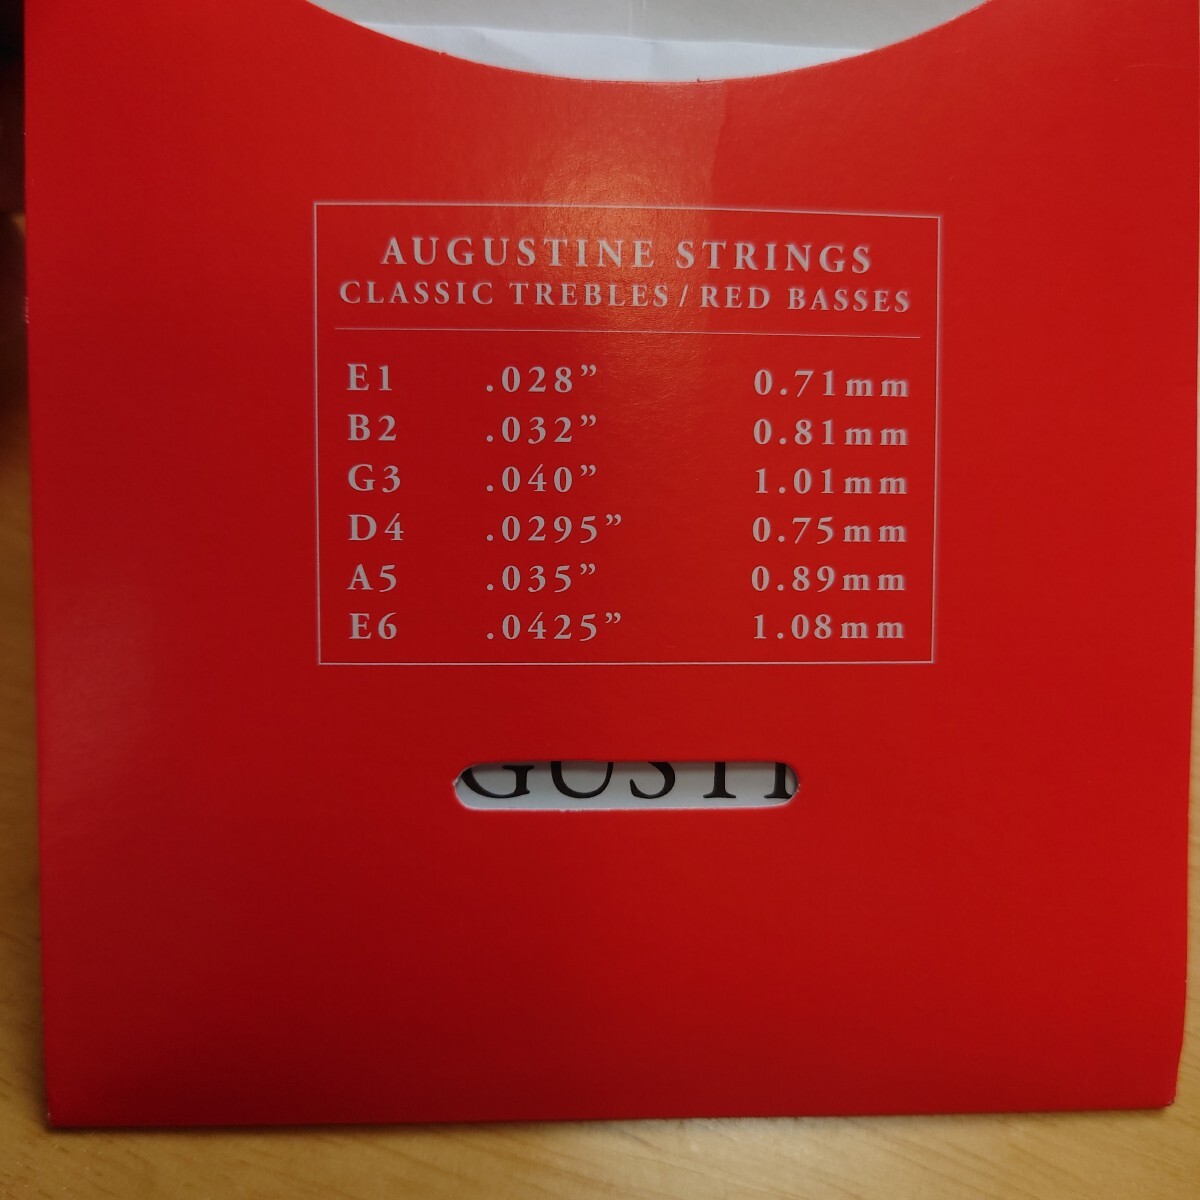 AUGUSTINE STRINGS
CLASSIC TREBLES/RED BASSES
E1 .028” 0.71mm
B2 .032” 0.81mm
G3 .040” 1.01mm
D4 .0295” 0.75mm
A5 .035” 0.89mm
E6 .0425” 1.08mm
GUSTI